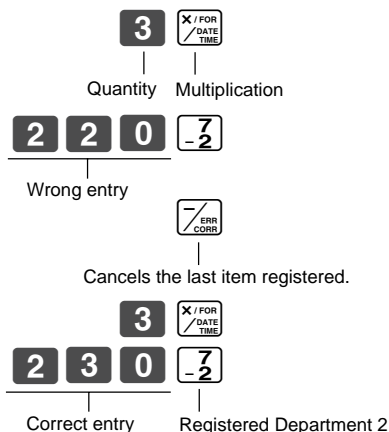 3 X / FOR / DATE TIME
Quantity Multiplication
2 2 0 7 -2
Wrong entry
– / ERR CORR
Cancels the last item registered.
3 X / FOR / DATE TIME
2 3 0 7 -2
Correct entry Registered Department 2